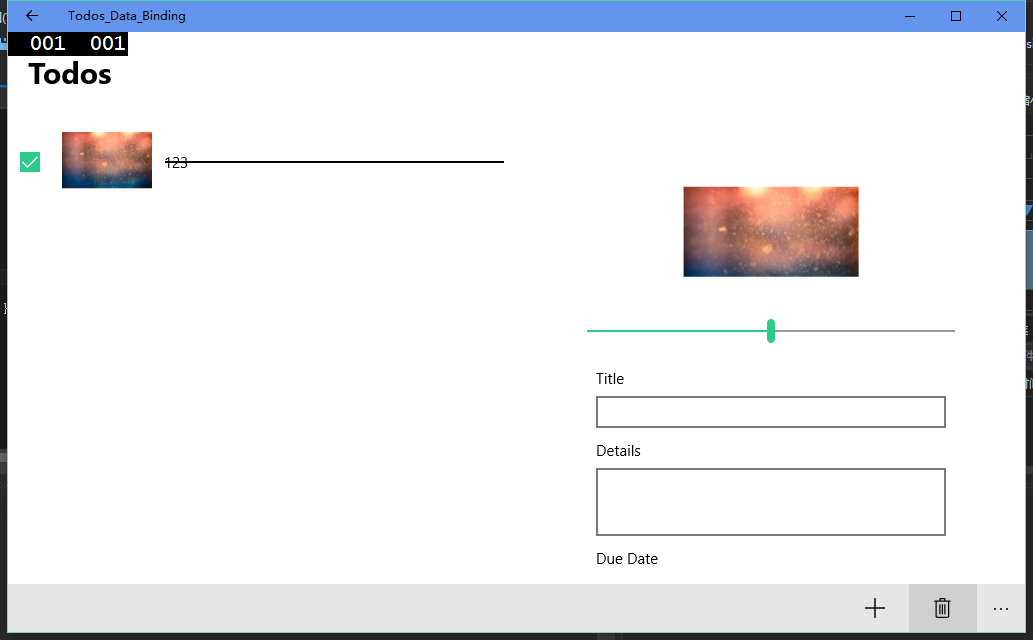 Todos_Data_Binding
001 001
Todos
123
Title
Details
Due Date